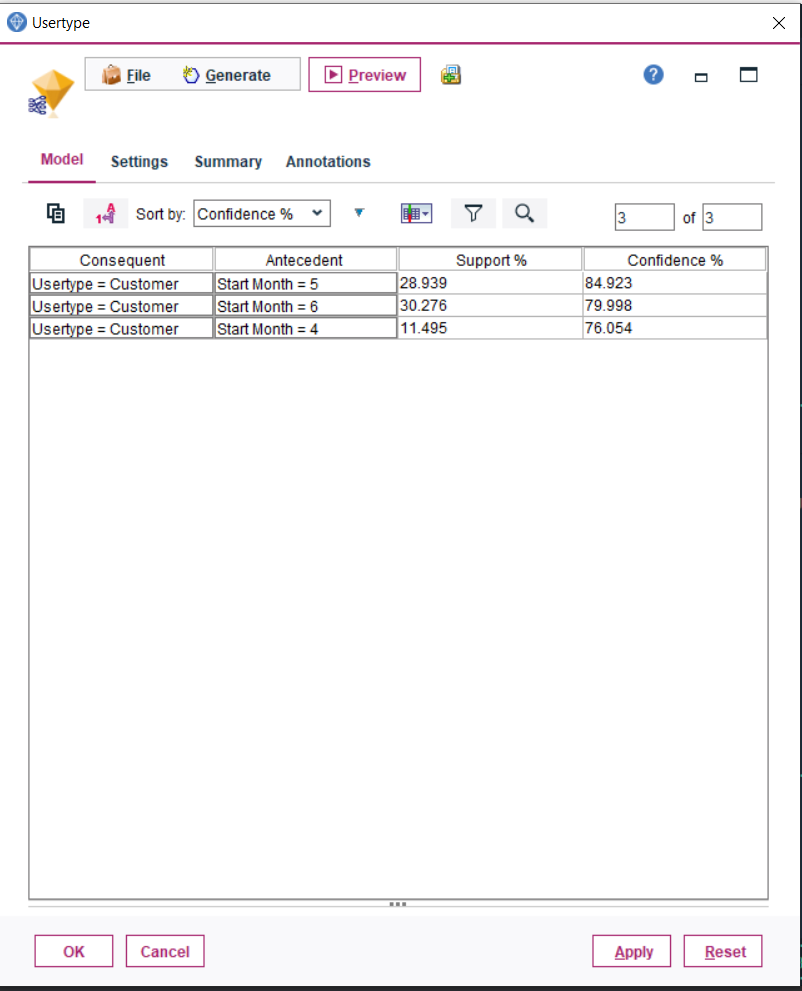 Usertype
File Generate Preview
Model Settings Summary Annotations
Sort by: Confidence % 3 of 3
Consequent Antecedent Support % Confidence %
Usertype = Customer Start Month = 5 28.939 84.923
Usertype = Customer Start Month = 6 30.276 79.998
Usertype = Customer Start Month = 4 11.495 76.054
OK Cancel Apply Reset